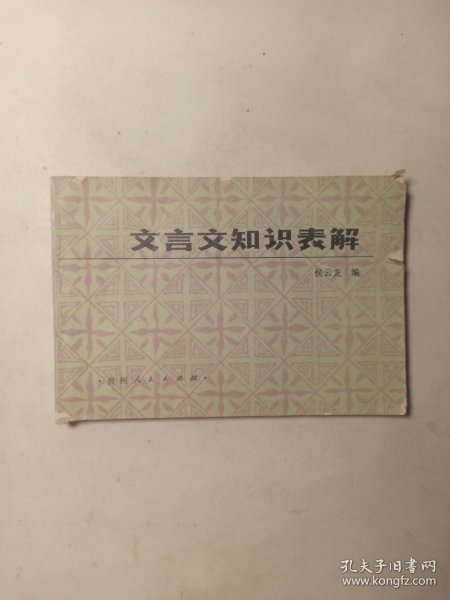 文言文知识表解
侯云龙 编
·贵州人民出版社·
孔夫子旧书网
www.kongfz.com